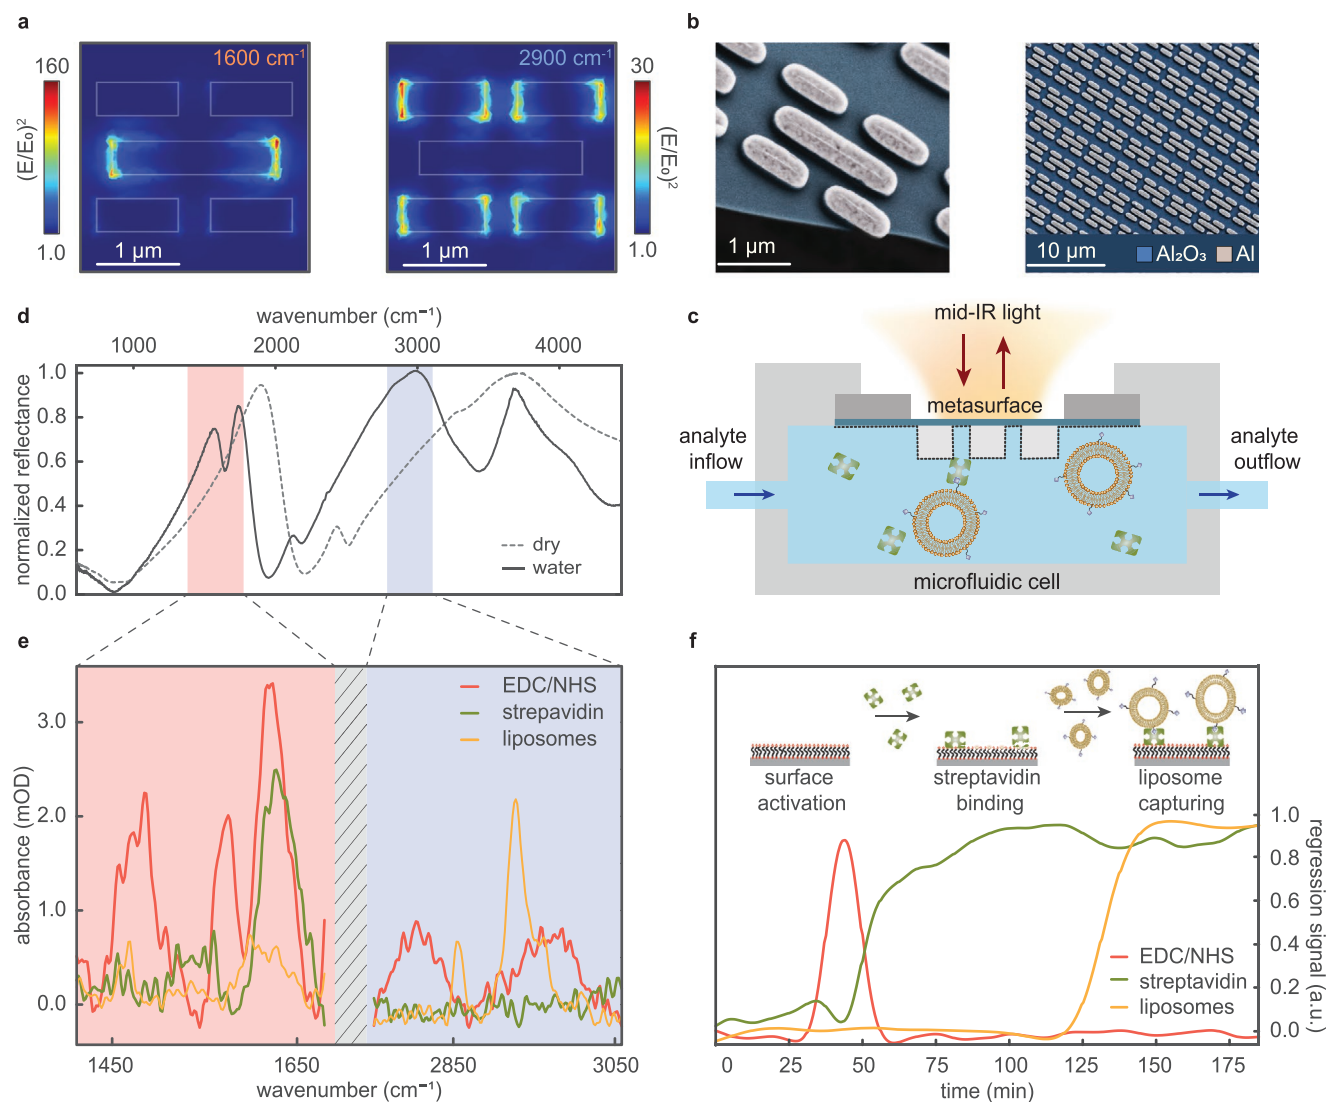 a
160
(E/E₀)²
1.0
1600 cm⁻¹
1 µm
2900 cm⁻¹
1 µm
30
(E/E₀)²
1.0
b
1 µm
10 µm
Al₂O₃
Al
d
wavenumber (cm⁻¹)
1000 2000 3000 4000
normalized reflectance
1.0
0.8
0.6
0.4
0.2
0.0
dry
water
c
mid-IR light
metasurface
analyte
inflow
analyte
outflow
microfluidic cell
e
absorbance (mOD)
3.0
2.0
1.0
0.0
EDC/NHS
strepavidin
liposomes
1450 1650 2850 3050
wavenumber (cm⁻¹)
f
surface
activation
streptavidin
binding
liposome
capturing
1.0
0.8
0.6
0.4
0.2
0.0
regression signal (a.u.)
EDC/NHS
streptavidin
liposomes
0 25 50 75 100 125 150 175
time (min)